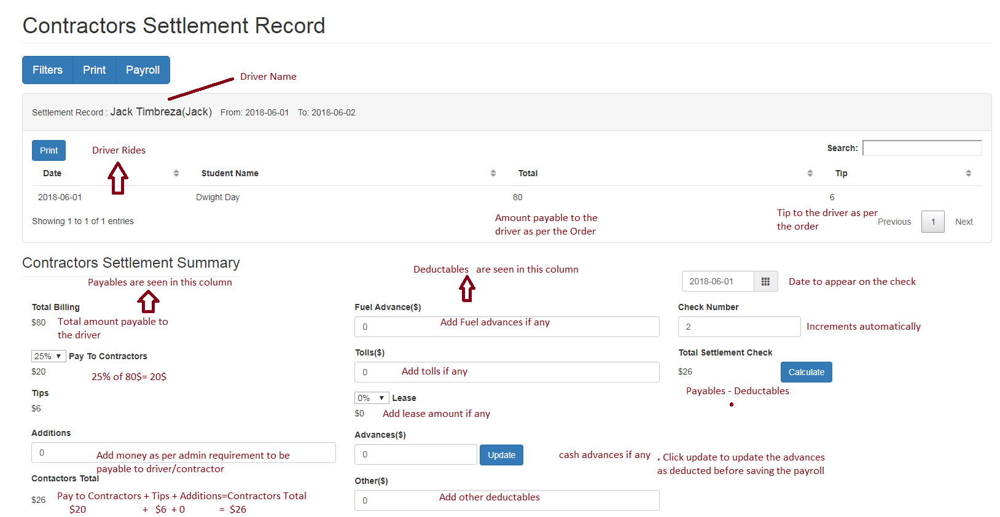 Contractors Settlement Record
Filters Print Payroll
Driver Name
Settlement Record : Jack Timbreza(Jack) From: 2018-06-01 To: 2018-06-02
Print Driver Rides Search:
Date Student Name Total Tip
2018-06-01 Dwight Day 80 6
Showing 1 to 1 of 1 entries
Amount payable to the
driver as per the Order
Tip to the driver as per
the order
Previous 1 Next
Contractors Settlement Summary
Payables are seen in this column
Deductables are seen in this column
2018-06-01 Date to appear on the check
Total Billing
$80 Total amount payable to
the driver
25% Pay To Contractors
$20 25% of 80$= 20$
Tips
$6
Additions
0 Add money as per admin requirement to be
payable to driver/contractor
Contactors Total
$26 Pay to Contractors + Tips + Additions=Contractors Total
$20 + $6 + 0 = $26
Fuel Advance($)
0 Add Fuel advances if any
Tolls($)
0 Add tolls if any
0% Lease
$0 Add lease amount if any
Advances($)
0 Update cash advances if any . Click update to update the advances
as deducted before saving the payroll
Other($)
0 Add other deductables
Check Number
2 Increments automatically
Total Settlement Check
$26 Calculate
Payables - Deductables